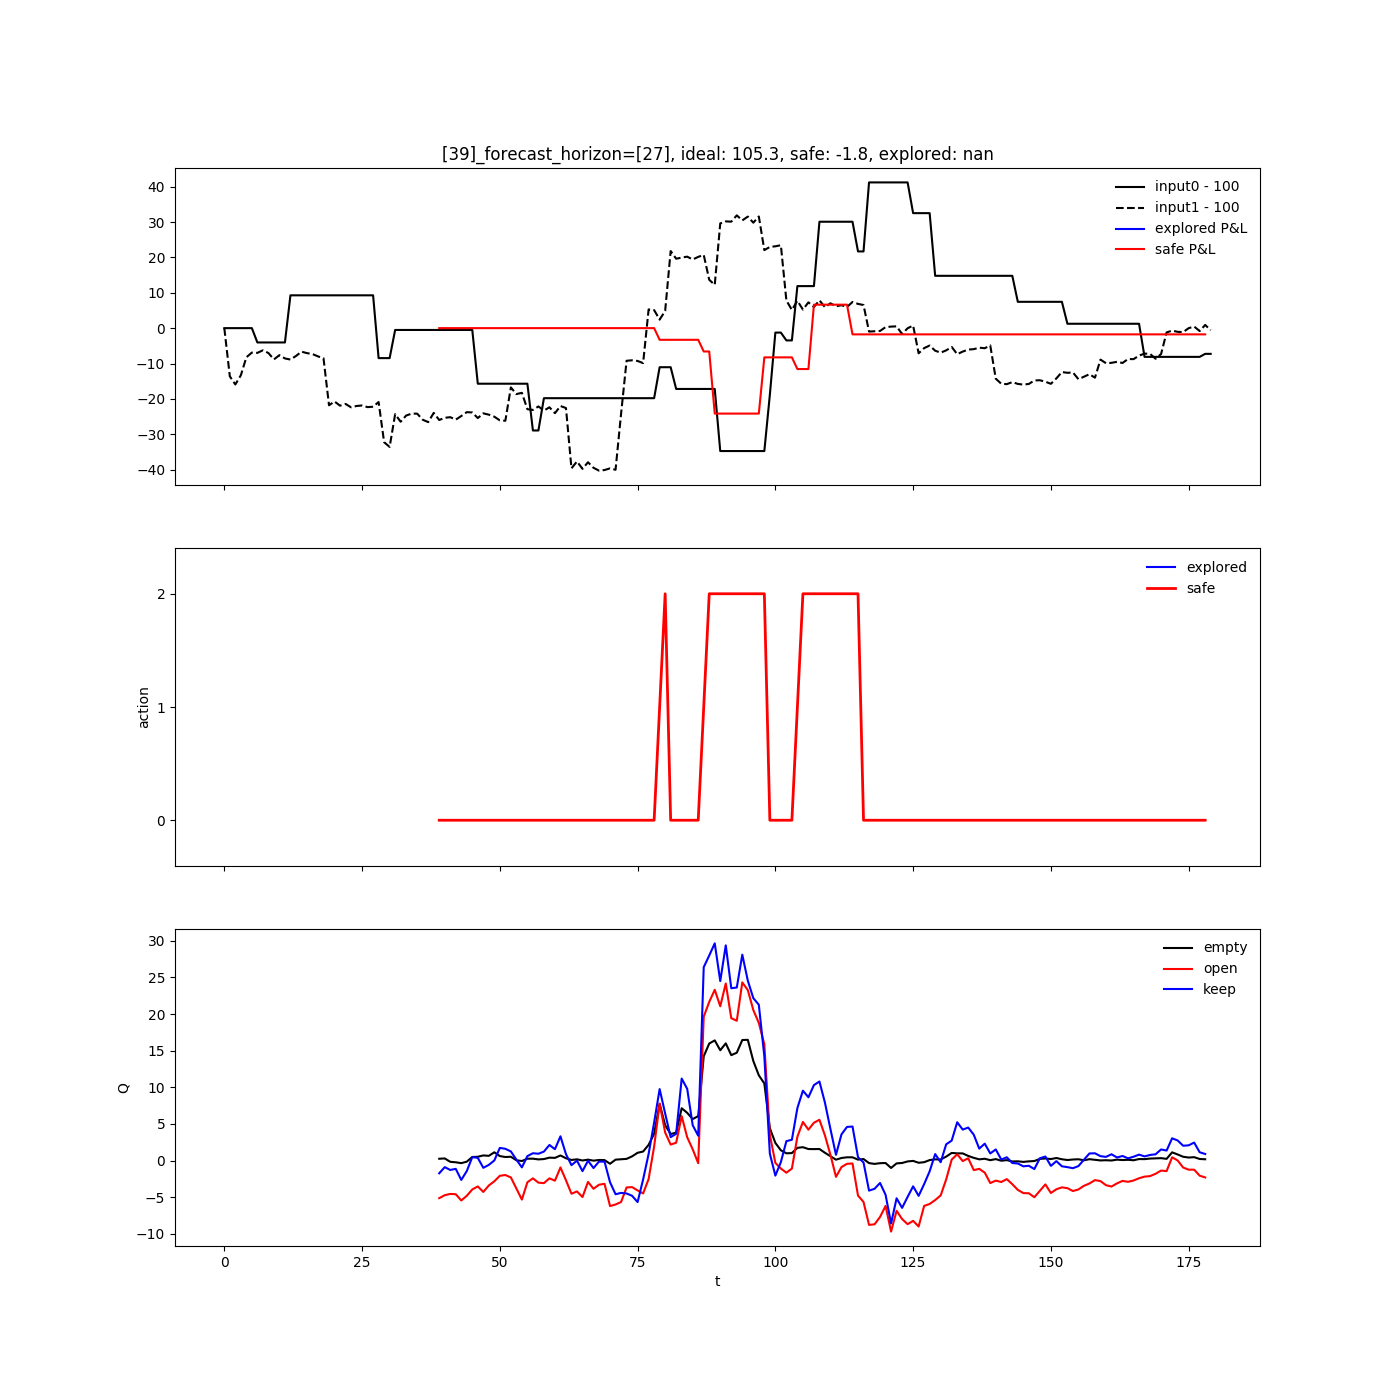 [39]_forecast_horizon=[27], ideal: 105.3, safe: -1.8, explored: nan
40
30
20
10
0
−10
−20
−30
−40
input0 - 100
input1 - 100
explored P&L
safe P&L
2
1
0
action
explored
safe
30
25
20
15
10
5
0
−5
−10
Q
empty
open
keep
0
25
50
75
100
125
150
175
t